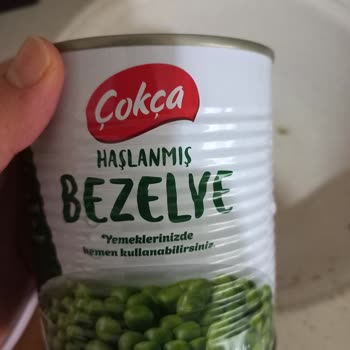 Çokça
HAŞLANMIŞ
BEZELYE
Yemeklerinizde
hemen kullanabilirsiniz